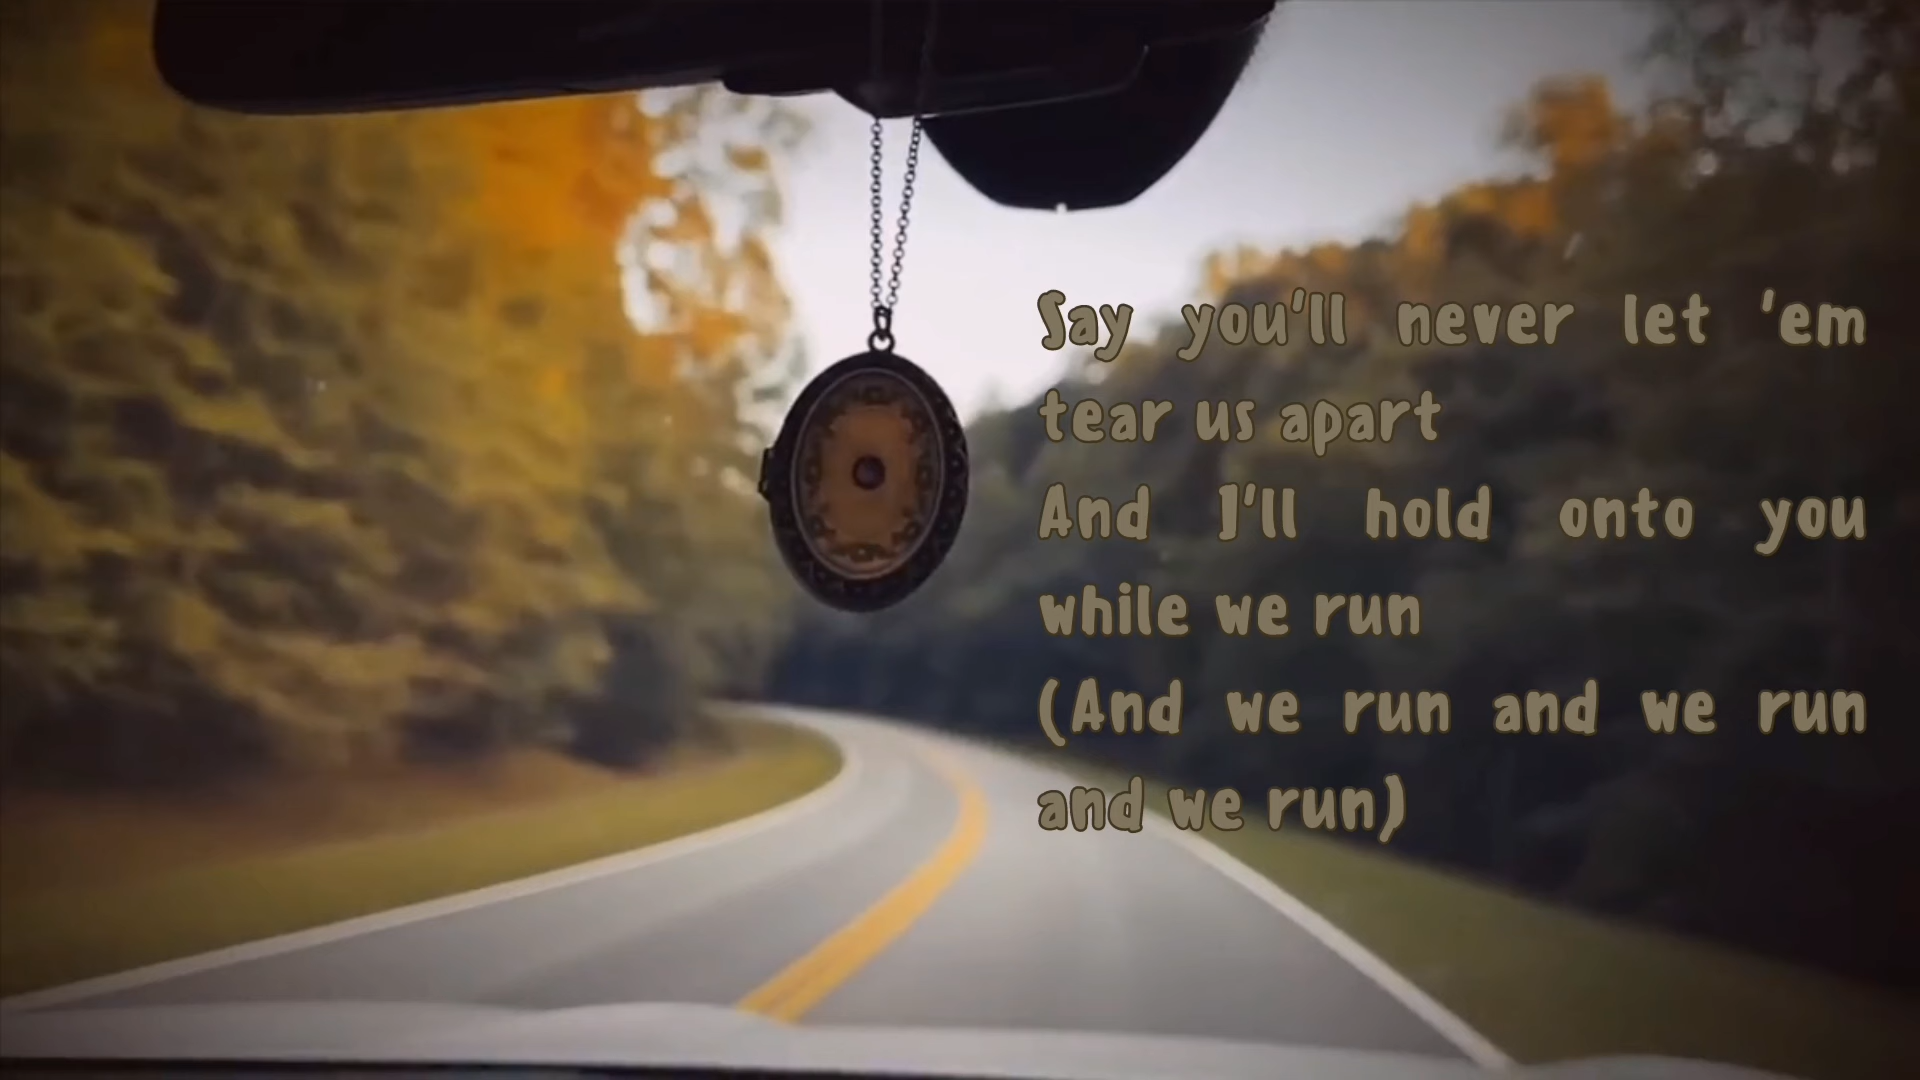 Say you'll never let 'em
tear us apart
And I'll hold onto you
while we run
(And we run and we run
and we run)